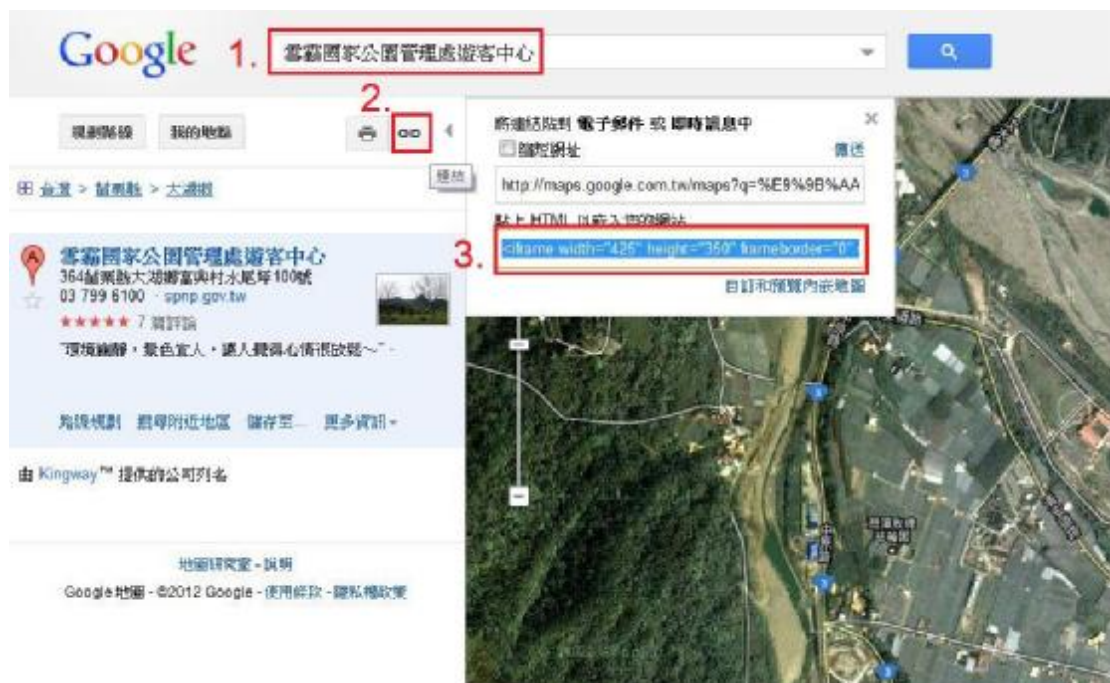 Google
1.
雪霸國家公園管理處遊客中心
2.
規劃路線 我的地點
連結
台灣 > 苗栗縣 > 大湖鄉
將連結貼到 電子郵件 或 即時訊息中
縮短網址 傳送
http://maps.google.com.tw/maps?q=%E9%9B%AA
貼上 HTML 以嵌入您的網站
3.
<iframe width="425" height="350" frameborder="0"
自訂和預覽內嵌地圖
A
雪霸國家公園管理處遊客中心
364苗栗縣大湖鄉富興村水尾坪100號
03 799 6100 - spnp.gov.tw
★★★★★ 7 篇評論
"環境幽靜,景色宜人,讓人覺得心情很放鬆~" -
路線規劃 搜尋附近地區 儲存至... 更多資訊
由 Kingway™ 提供的公司列名
地圖研究室 - 說明
Google 地圖 - ©2012 Google - 使用條款 - 隱私權政策
3
3
3
3